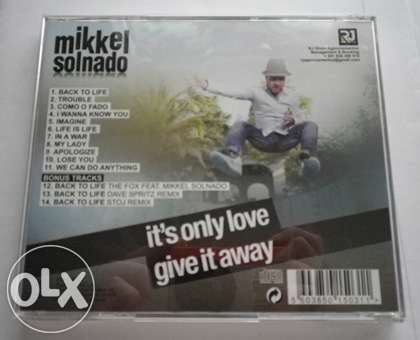 mikkel
solnado
1. BACK TO LIFE
2. TROUBLE
3. COMO O FADO
4. I WANNA KNOW YOU
5. IMAGINE
6. LIFE IS LIFE
7. IN A WAR
8. MY LADY
9. APOLOGIZE
10. LOSE YOU
11. WE CAN DO ANYTHING
BONUS TRACKS
12. BACK TO LIFE THE FOX FEAT. MIKKEL SOLNADO
13. BACK TO LIFE DAVE SPRITZ REMIX
14. BACK TO LIFE STOJ REMIX
RJ
Management & Booking
it's only love
give it away
OLX